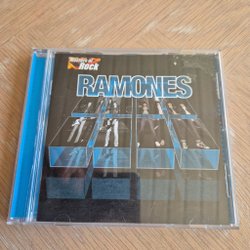 Masters of
Rock
RAMONES